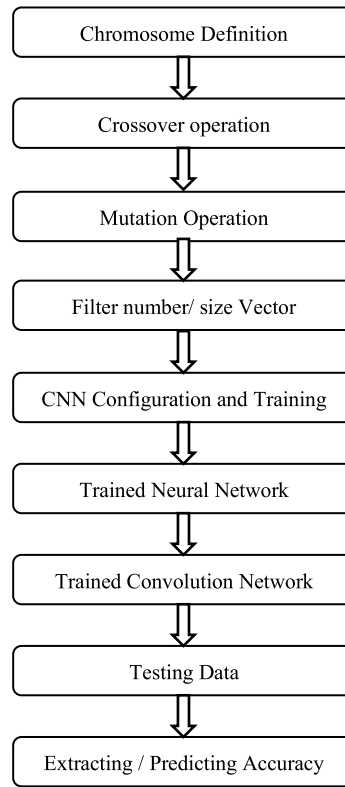 Chromosome Definition
Crossover operation
Mutation Operation
Filter number/ size Vector
CNN Configuration and Training
Trained Neural Network
Trained Convolution Network
Testing Data
Extracting / Predicting Accuracy